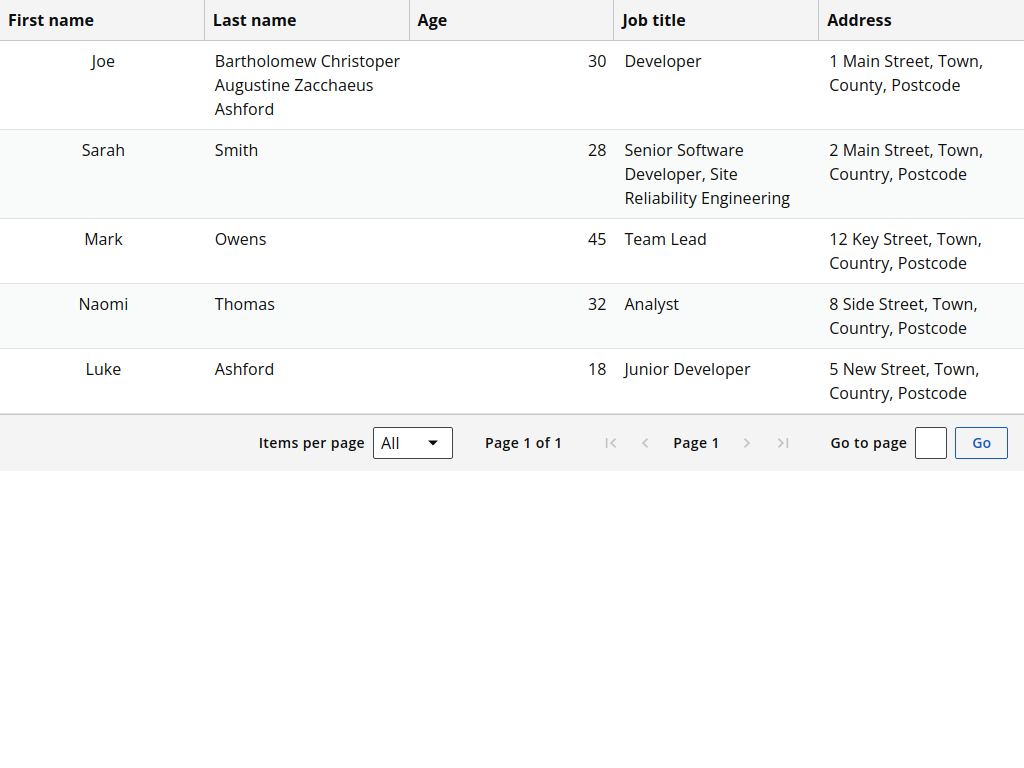 First name Last name Age Job title Address
Joe Bartholomew Christoper 30 Developer 1 Main Street, Town,
Augustine Zacchaeus County, Postcode
Ashford
Sarah Smith 28 Senior Software 2 Main Street, Town,
Developer, Site Country, Postcode
Reliability Engineering
Mark Owens 45 Team Lead 12 Key Street, Town,
Country, Postcode
Naomi Thomas 32 Analyst 8 Side Street, Town,
Country, Postcode
Luke Ashford 18 Junior Developer 5 New Street, Town,
Country, Postcode
Items per page All Page 1 of 1 Page 1 Go to page Go